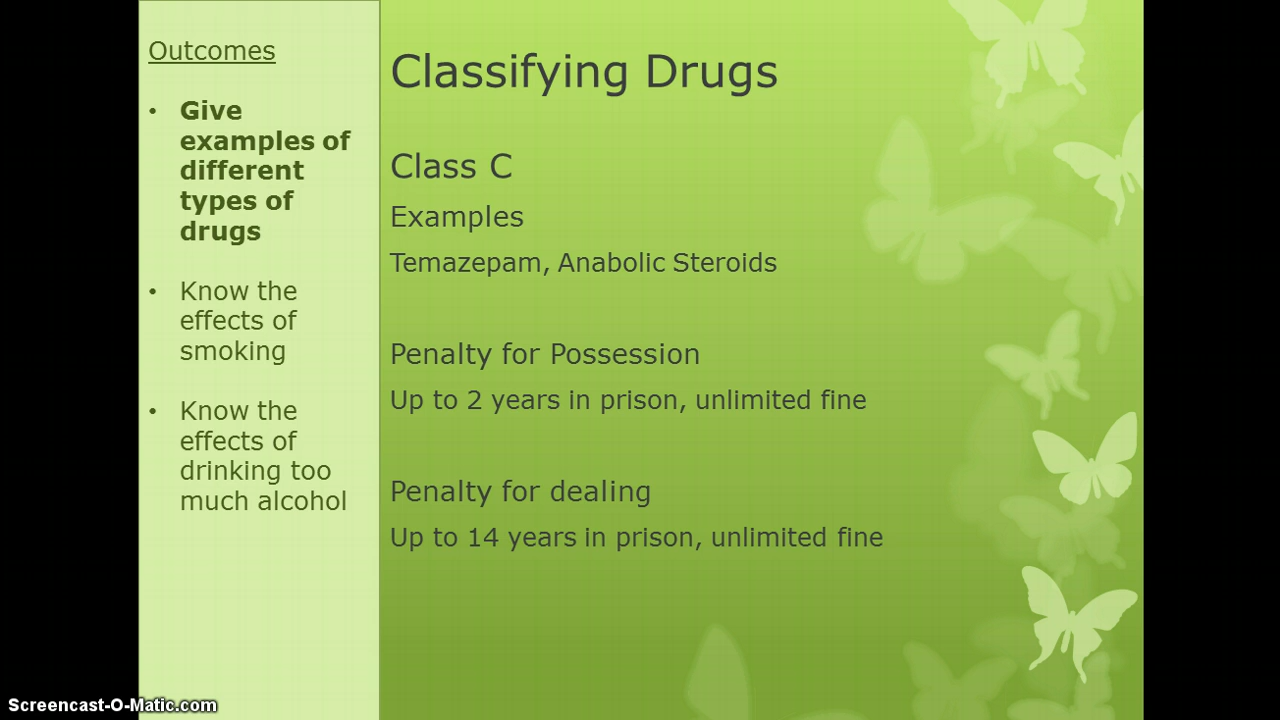 Outcomes
• Give
examples of
different
types of
drugs
• Know the
effects of
smoking
• Know the
effects of
drinking too
much alcohol
Classifying Drugs
Class C
Examples
Temazepam, Anabolic Steroids
Penalty for Possession
Up to 2 years in prison, unlimited fine
Penalty for dealing
Up to 14 years in prison, unlimited fine
Screencast-O-Matic.com